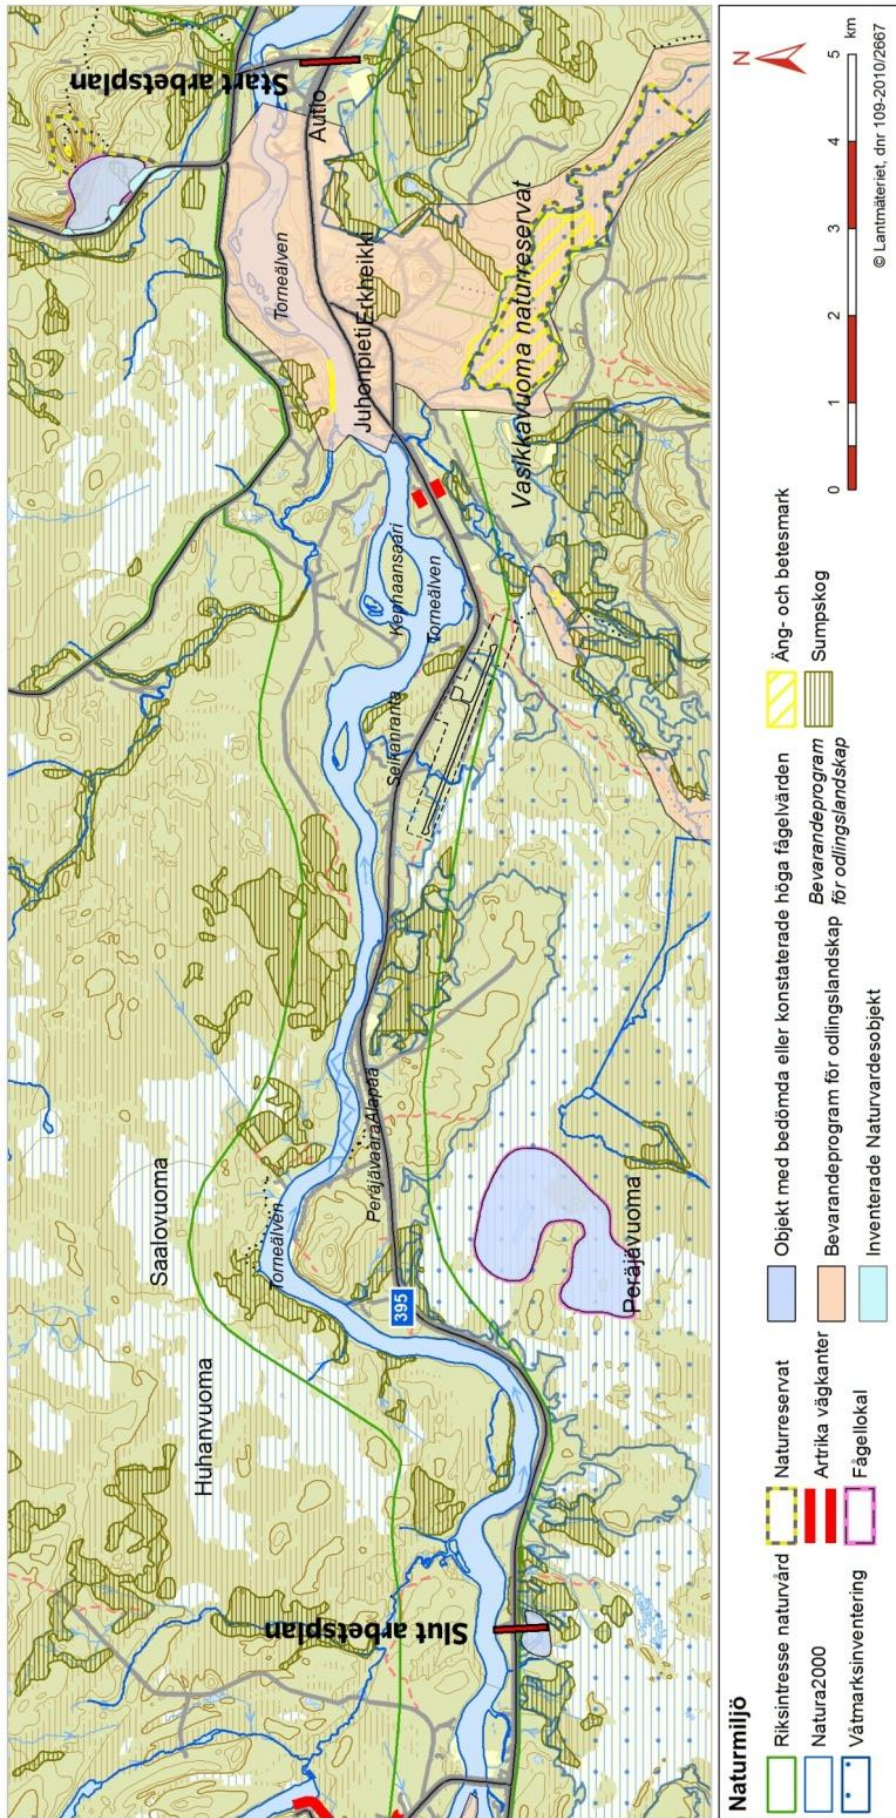 Start arbetsplan
Autio
Torneälven
Juhonpieti
Erkheikki
Vasikkavuoma naturreservat
Kephaansaari
Torneälven
Seikanranta
Alapää
Peräjävaara
Torneälven
395
Saalovuoma
Huhanvuoma
Peräjävuoma
Slut arbetsplan
Naturmiljö
Riksintresse naturvård
Natura2000
Våtmarksinventering
Naturreservat
Artrika vägkanter
Fågellokal
Objekt med bedömda eller konstaterade höga fågelvärden
Bevarandeprogram för odlingslandskap
Inventerade Naturvardesobjekt
Äng- och betesmark
Sumpskog
Bevarandeprogram
för odlingslandskap
N
0 1 2 3 4 5
km
© Lantmäteriet, dnr 109-2010/2667